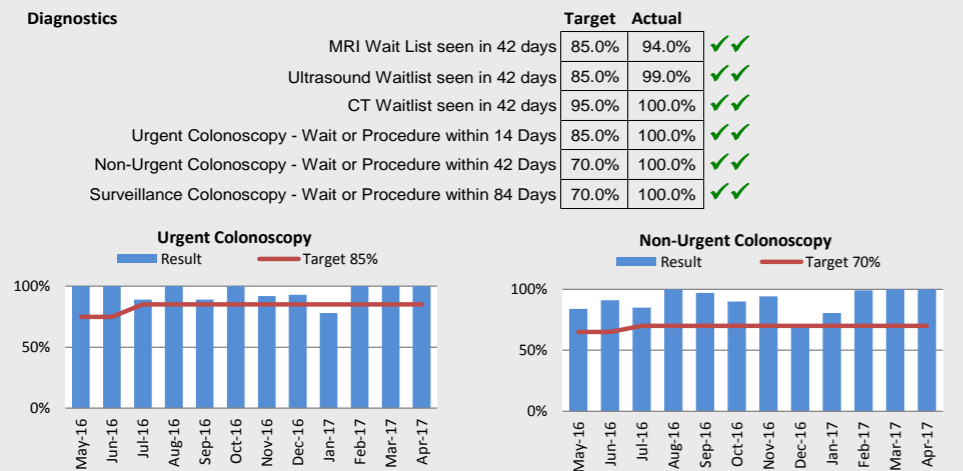 Diagnostics Target Actual
MRI Wait List seen in 42 days 85.0% 94.0% ✓✓
Ultrasound Waitlist seen in 42 days 85.0% 99.0% ✓✓
CT Waitlist seen in 42 days 95.0% 100.0% ✓✓
Urgent Colonoscopy - Wait or Procedure within 14 Days 85.0% 100.0% ✓✓
Non-Urgent Colonoscopy - Wait or Procedure within 42 Days 70.0% 100.0% ✓✓
Surveillance Colonoscopy - Wait or Procedure within 84 Days 70.0% 100.0% ✓✓
Urgent Colonoscopy
Result Target 85%
100%
50%
0%
May-16 Jun-16 Jul-16 Aug-16 Sep-16 Oct-16 Nov-16 Dec-16 Jan-17 Feb-17 Mar-17 Apr-17
Non-Urgent Colonoscopy
Result Target 70%
100%
50%
0%
May-16 Jun-16 Jul-16 Aug-16 Sep-16 Oct-16 Nov-16 Dec-16 Jan-17 Feb-17 Mar-17 Apr-17